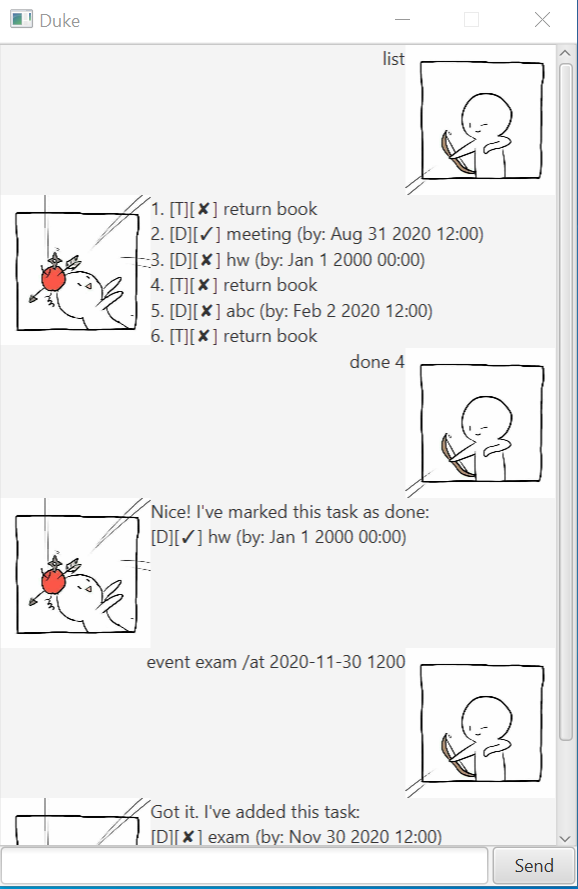 Duke
list
1. [T][✘] return book
2. [D][✓] meeting (by: Aug 31 2020 12:00)
3. [D][✘] hw (by: Jan 1 2000 00:00)
4. [T][✘] return book
5. [D][✘] abc (by: Feb 2 2020 12:00)
6. [T][✘] return book
done 4
Nice! I've marked this task as done:
[D][✓] hw (by: Jan 1 2000 00:00)
event exam /at 2020-11-30 1200
Got it. I've added this task:
[D][✘] exam (by: Nov 30 2020 12:00)
Send